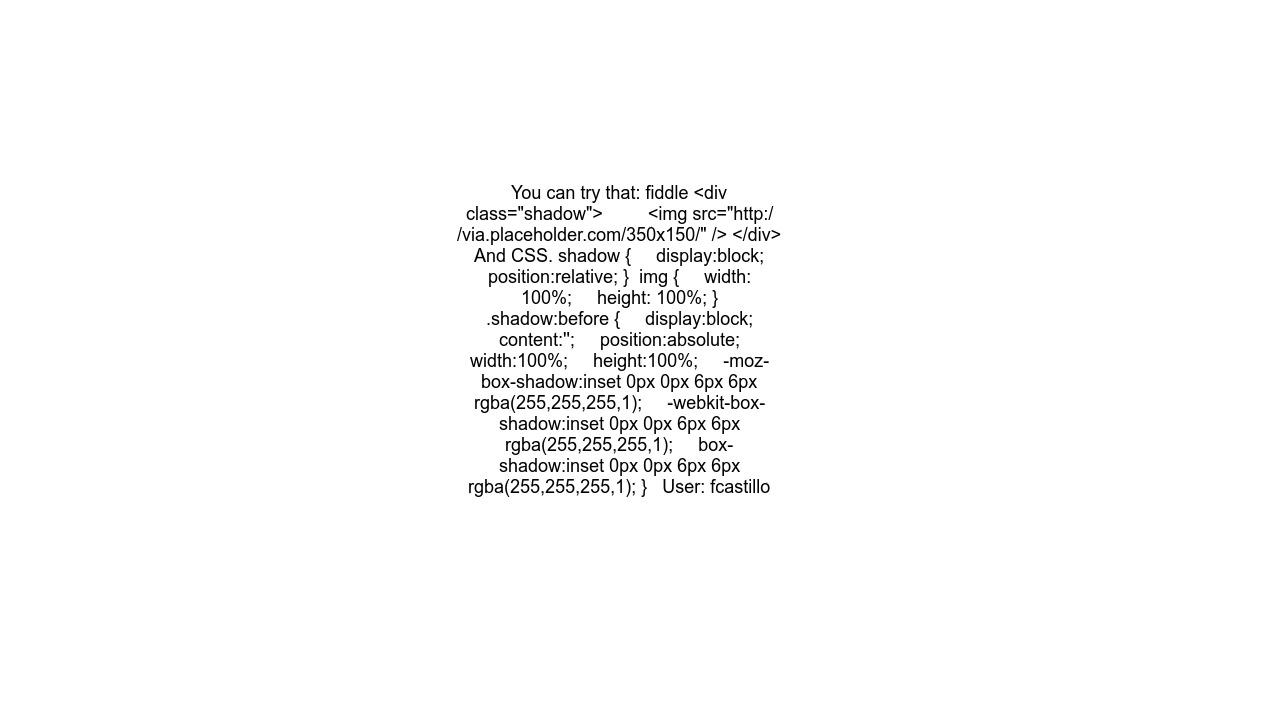 You can try that: fiddle <div
class="shadow">         <img src="http:/
/via.placeholder.com/350x150/" /> </div>
And CSS. shadow {     display:block;
position:relative; }  img {     width:
100%;     height: 100%; }
.shadow:before {     display:block;
content:'';     position:absolute;
width:100%;     height:100%;     -moz-
box-shadow:inset 0px 0px 6px 6px
rgba(255,255,255,1);     -webkit-box-
shadow:inset 0px 0px 6px 6px
rgba(255,255,255,1);     box-
shadow:inset 0px 0px 6px 6px
rgba(255,255,255,1); }   User: fcastillo